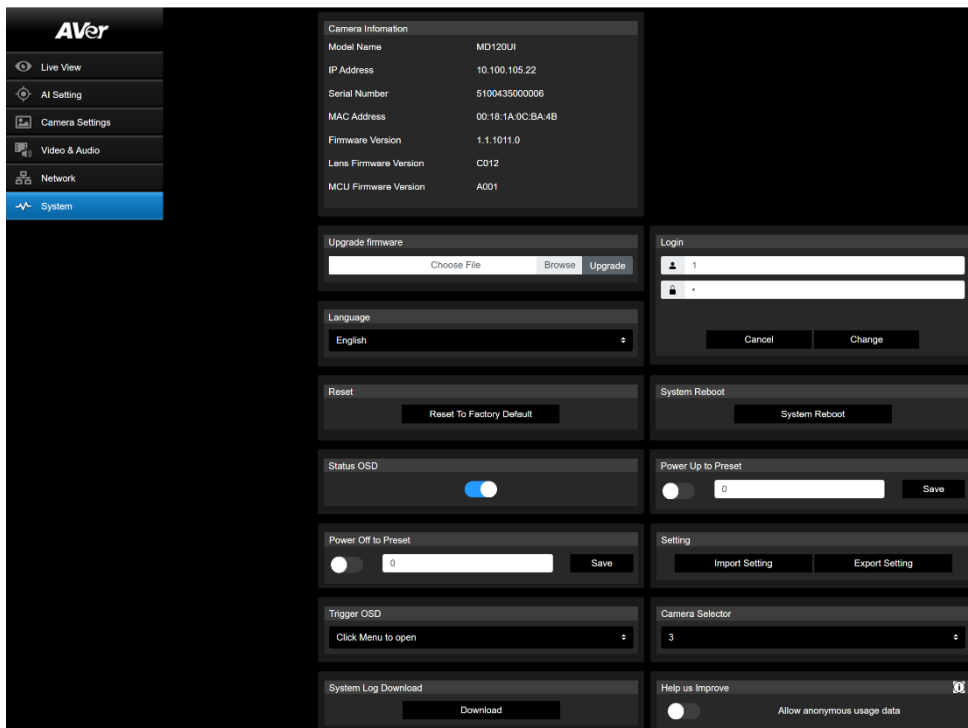 AVer
Live View
AI Setting
Camera Settings
Video & Audio
Network
System
Camera Infomation
Model Name MD120UI
IP Address 10.100.105.22
Serial Number 5100435000006
MAC Address 00:18:1A:0C:BA:4B
Firmware Version 1.1.1011.0
Lens Firmware Version C012
MCU Firmware Version A001
Upgrade firmware
Choose File Browse Upgrade
Login
1
Cancel Change
Language
English
Reset
Reset To Factory Default
System Reboot
System Reboot
Status OSD
Power Up to Preset
0 Save
Power Off to Preset
0 Save
Setting
Import Setting Export Setting
Trigger OSD
Click Menu to open
Camera Selector
3
System Log Download
Download
Help us Improve
Allow anonymous usage data